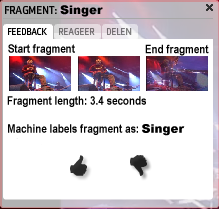 FRAGMENT: Singer
FEEDBACK REAGEER DELEN
Start fragment End fragment
Fragment length: 3.4 seconds
Machine labels fragment as: Singer